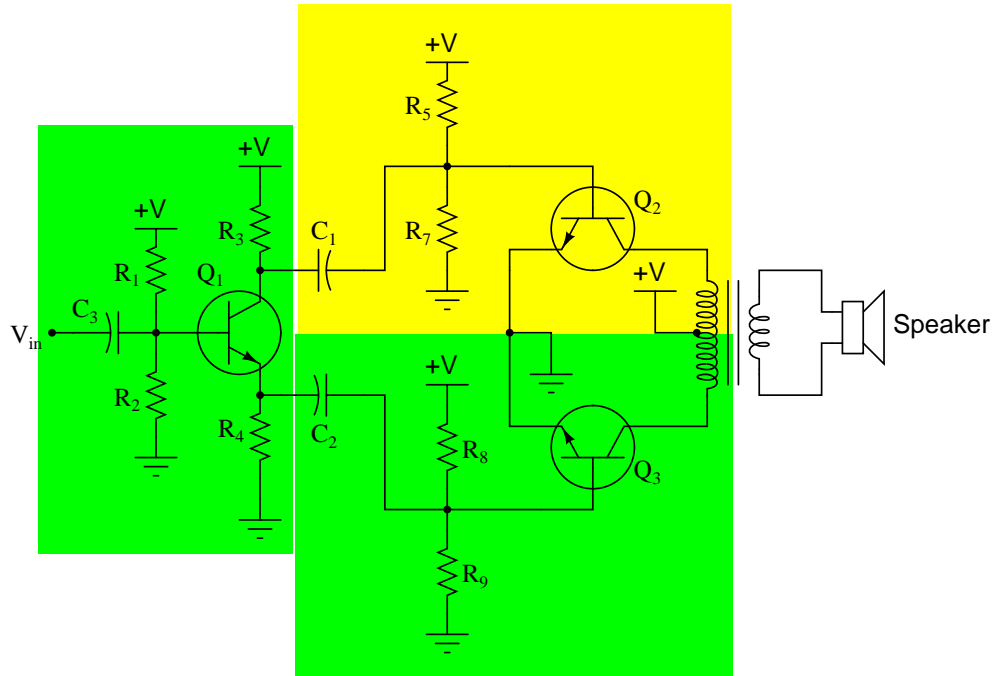 +V
R5
+V
Q2
+V
R3
C1
R7
+V
R1
Q1
+V
C3
Vin
Speaker
R2
R4
C2
+V
R8
Q3
R9